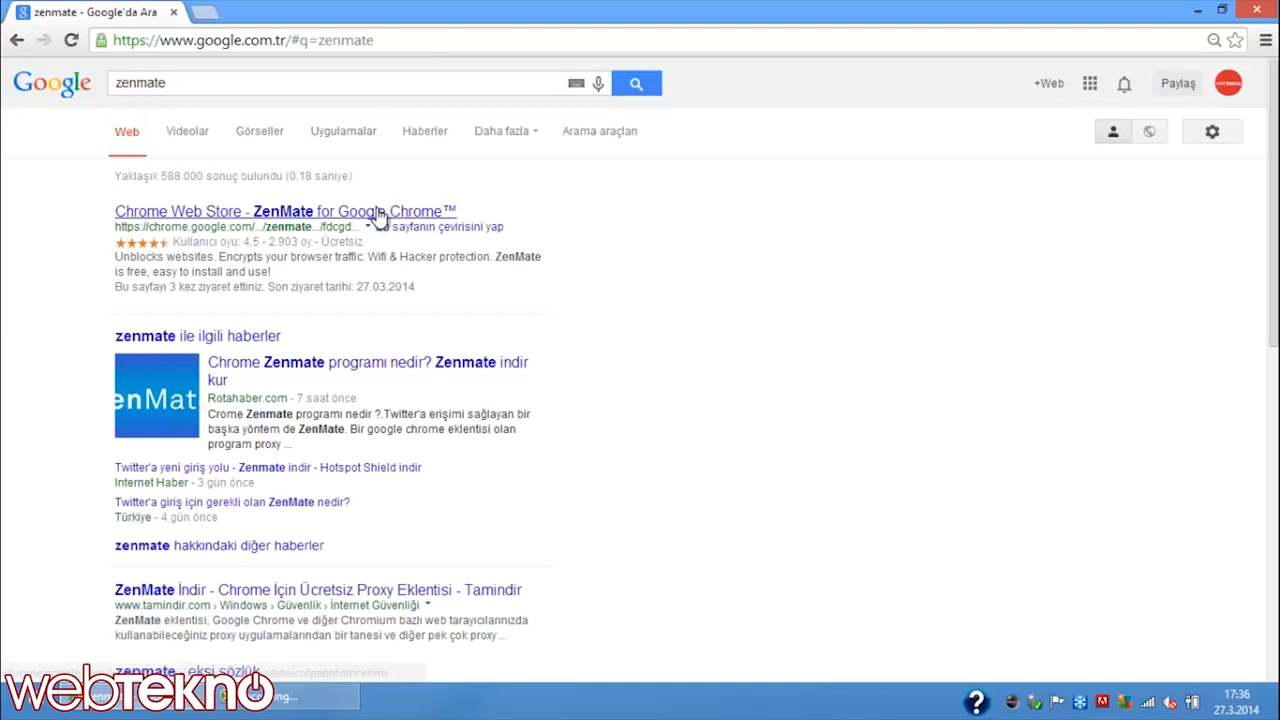 zenmate - Google'da Ara
https://www.google.com.tr/#q=zenmate
Google
zenmate
+Web
Paylaş
Web
Videolar
Görseller
Uygulamalar
Haberler
Daha fazla
Arama araçları
Yaklaşık 588.000 sonuç bulundu (0,18 saniye)
Chrome Web Store - ZenMate for Google Chrome™
https://chrome.google.com/.../zenmate.../fdcgd... sayfanın çevirisini yap
Kullanıcı oyu: 4,5 - 2.903 oy - Ücretsiz
Unblocks websites. Encrypts your browser traffic. Wifi & Hacker protection. ZenMate
is free, easy to install and use!
Bu sayfayı 3 kez ziyaret ettiniz. Son ziyaret tarihi: 27.03.2014
zenmate ile ilgili haberler
enMat
Chrome Zenmate programı nedir? Zenmate indir
kur
Rotahaber.com - 7 saat önce
Crome Zenmate programı nedir ?.Twitter'a erişimi sağlayan bir
başka yöntem de ZenMate. Bir google chrome eklentisi olan
program proxy ...
Twitter'a yeni giriş yolu - Zenmate indir - Hotspot Shield indir
Internet Haber - 3 gün önce
Twitter'a giriş için gerekli olan ZenMate nedir?
Türkiye - 4 gün önce
zenmate hakkındaki diğer haberler
ZenMate İndir - Chrome İçin Ücretsiz Proxy Eklentisi - Tamindir
www.tamindir.com › Windows › Güvenlik › İnternet Güvenliği
ZenMate eklentisi, Google Chrome ve diğer Chromium bazlı web tarayıcılarınızda
kullanabileceğiniz proxy uygulamalarından bir tanesi ve diğer pek çok proxy ...
zenmate - ekşi sözlük
webtekno
17:36
27.3.2014